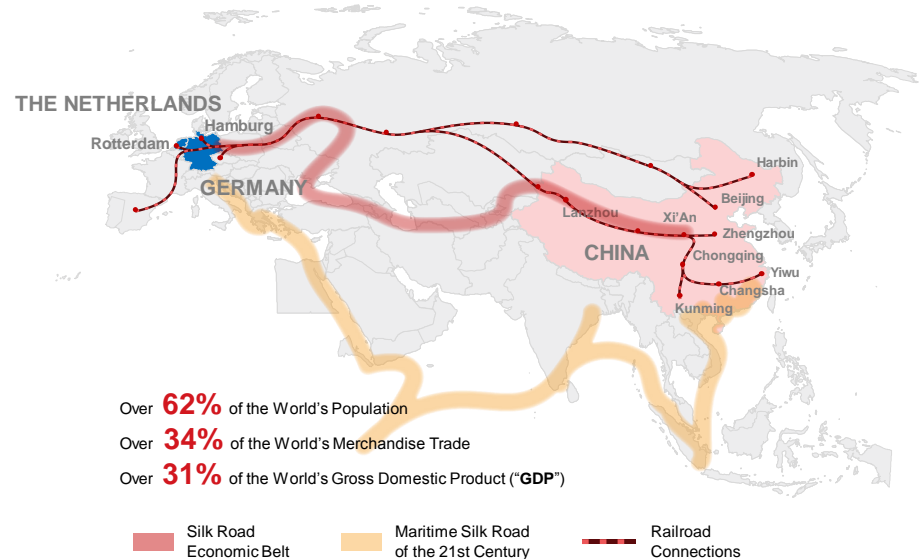 THE NETHERLANDS
Hamburg
Rotterdam
GERMANY
Harbin
Beijing
Lanzhou
Xi'An
Zhengzhou
CHINA
Chongqing
Yiwu
Changsha
Kunming
Over 62% of the World's Population
Over 34% of the World's Merchandise Trade
Over 31% of the World's Gross Domestic Product ("GDP")
Silk Road
Economic Belt
Maritime Silk Road
of the 21st Century
Railroad
Connections